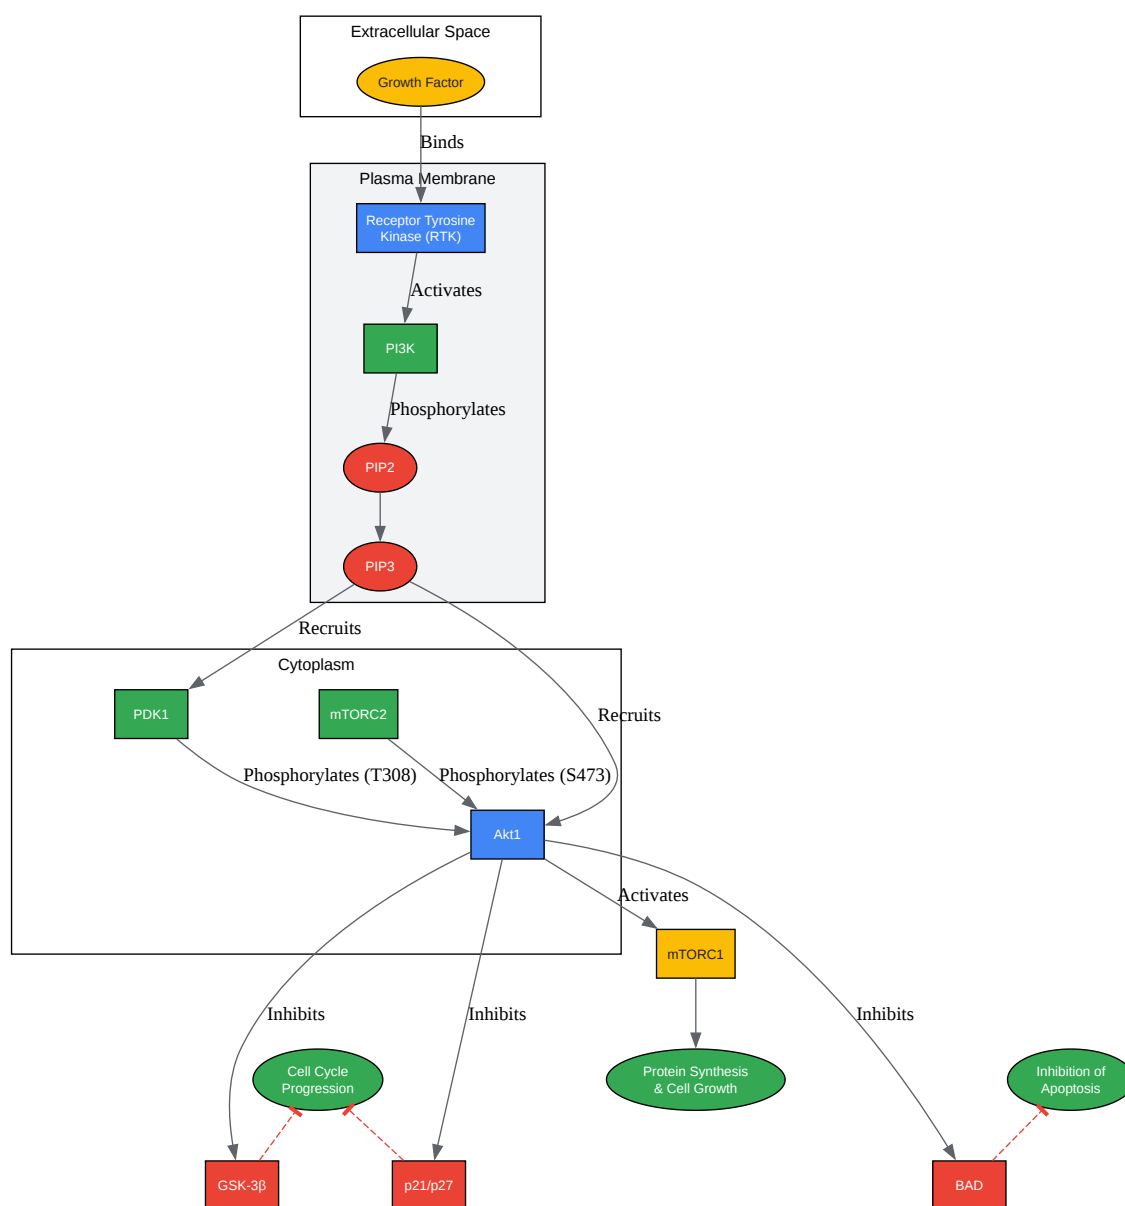 Extracellular Space
Growth Factor
Binds
Plasma Membrane
Receptor Tyrosine
Kinase (RTK)
Activates
PI3K
Phosphorylates
PIP2
PIP3
Recruits
Cytoplasm
PDK1
mTORC2
Recruits
Phosphorylates (T308)
Phosphorylates (S473)
Akt1
Activates
mTORC1
Inhibits
Inhibits
Inhibits
Cell Cycle
Progression
Protein Synthesis
& Cell Growth
Inhibition of
Apoptosis
GSK-3β
p21/p27
BAD